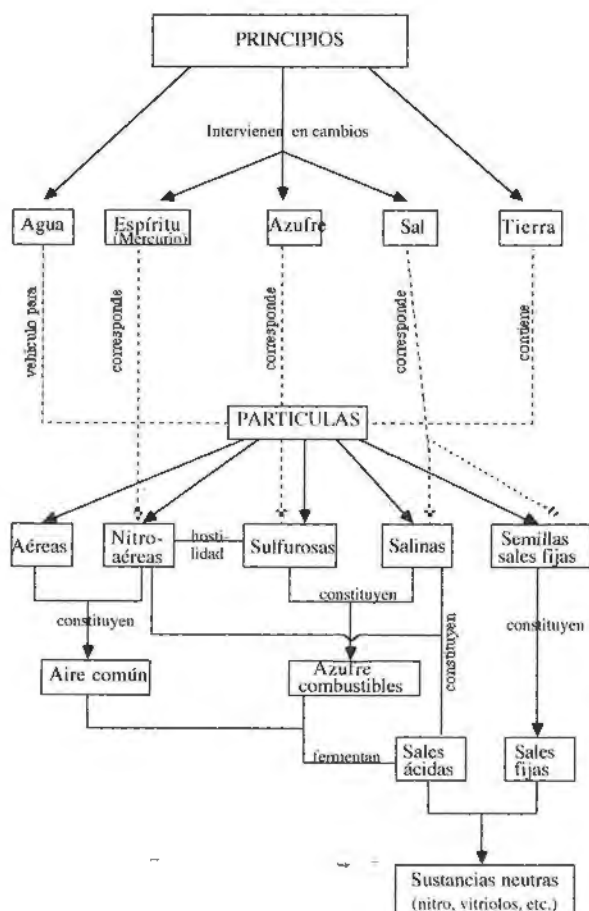 PRINCIPIOS
Intervienen en cambios
Agua
Espíritu
(Mercurio)
Azufre
Sal
Tierra
vehículo para
corresponde
corresponde
corresponde
contiene
PARTICULAS
Aéreas
Nitro-
aéreas
hosti-
lidad
Sulfurosas
Salinas
Semillas
sales fijas
constituyen
constituyen
constituyen
constituyen
Aire común
Azufre
combustibles
fermentan
Sales
ácidas
Sales
fijas
Sustancias neutras
(nitro, vitriolos, etc.)